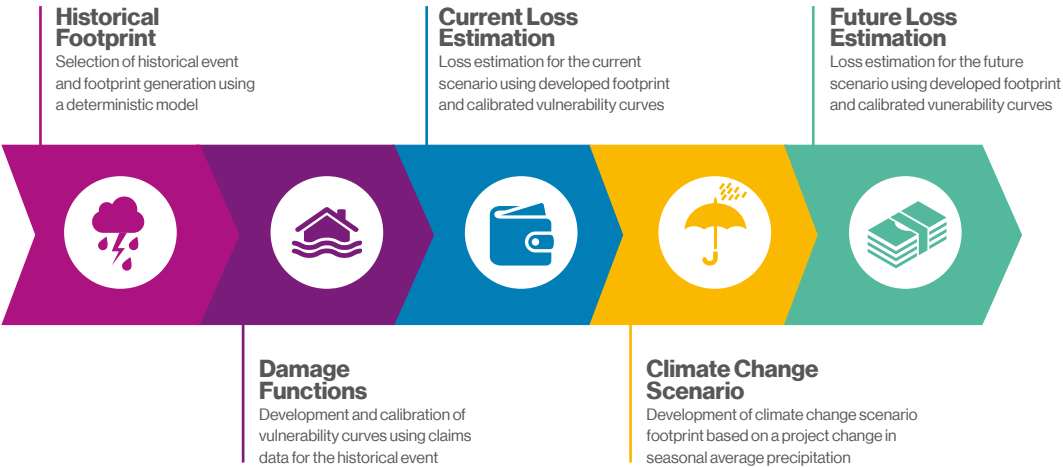 Historical
Footprint
Selection of historical event
and footprint generation using
a deterministic model
Damage
Functions
Development and calibration of
vulnerability curves using claims
data for the historical event
Current Loss
Estimation
Loss estimation for the current
scenario using developed footprint
and calibrated vulnerability curves
Climate Change
Scenario
Development of climate change scenario
footprint based on a project change in
seasonal average precipitation
Future Loss
Estimation
Loss estimation for the future
scenario using developed footprint
and calibrated vunerability curves